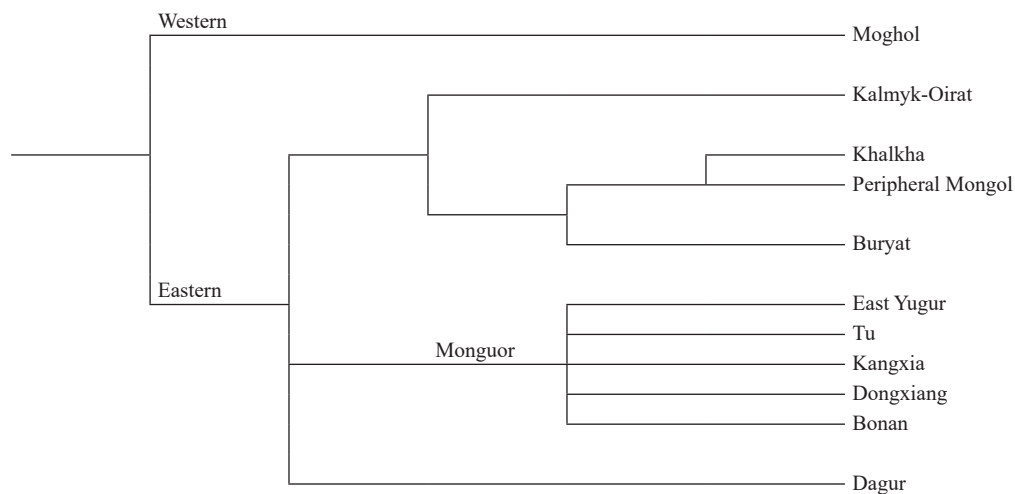 Western
Moghol
Kalmyk-Oirat
Khalkha
Peripheral Mongol
Buryat
Eastern
East Yugur
Tu
Monguor
Kangxia
Dongxiang
Bonan
Dagur